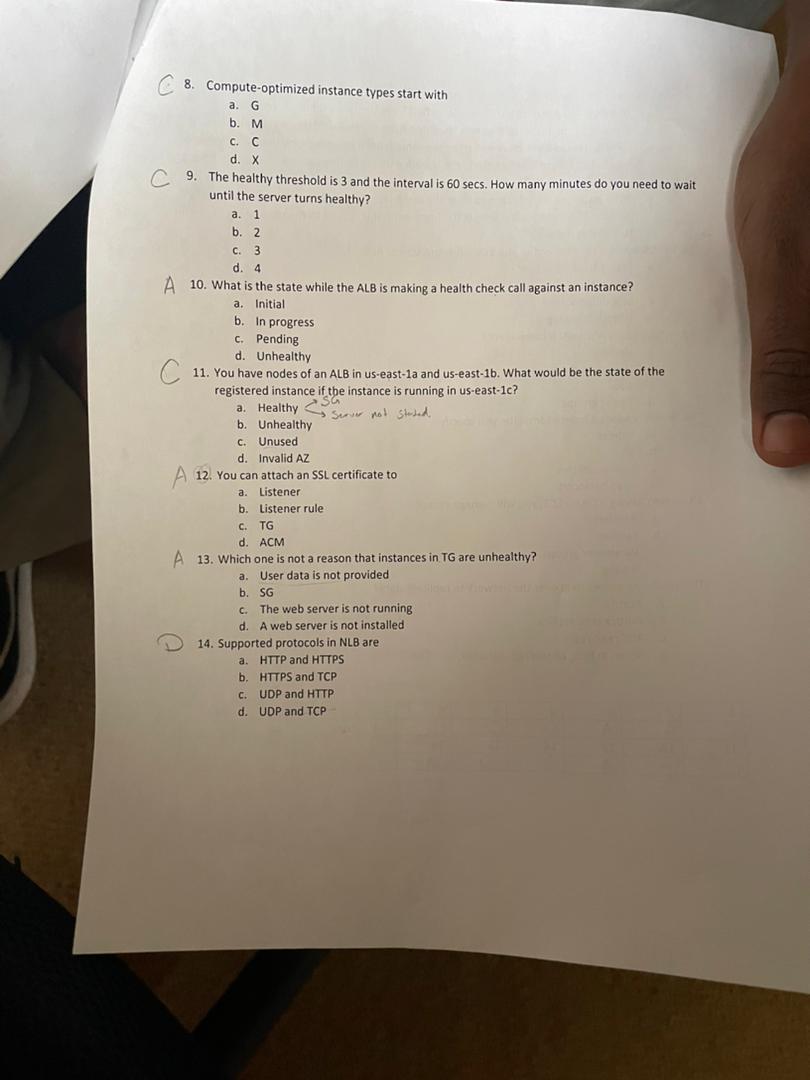 C 8. Compute-optimized instance types start with
a. G
b. M
c. C
d. X
C 9. The healthy threshold is 3 and the interval is 60 secs. How many minutes do you need to wait
until the server turns healthy?
a. 1
b. 2
c. 3
d. 4
A 10. What is the state while the ALB is making a health check call against an instance?
a. Initial
b. In progress
c. Pending
d. Unhealthy
C 11. You have nodes of an ALB in us-east-1a and us-east-1b. What would be the state of the
registered instance if the instance is running in us-east-1c?
SG
a. Healthy
Server not started.
b. Unhealthy
c. Unused
d. Invalid AZ
A 12. You can attach an SSL certificate to
a. Listener
b. Listener rule
c. TG
d. ACM
A 13. Which one is not a reason that instances in TG are unhealthy?
a. User data is not provided
b. SG
c. The web server is not running
d. A web server is not installed
D 14. Supported protocols in NLB are
a. HTTP and HTTPS
b. HTTPS and TCP
c. UDP and HTTP
d. UDP and TCP